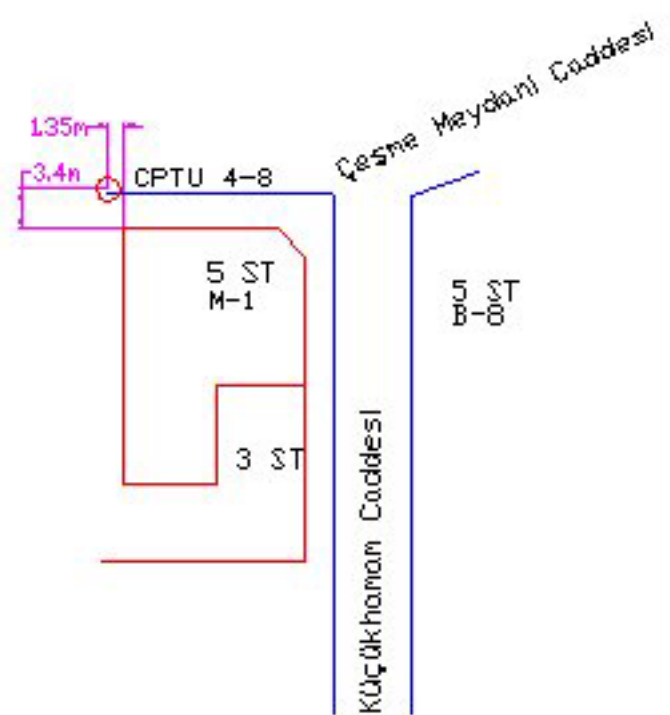 Çeşme Meydanı Caddesi
1.35m
3.4m
CPTU 4-8
5 ST
M-1
5 ST
B-8
3 ST
Küçükhamam Caddesi